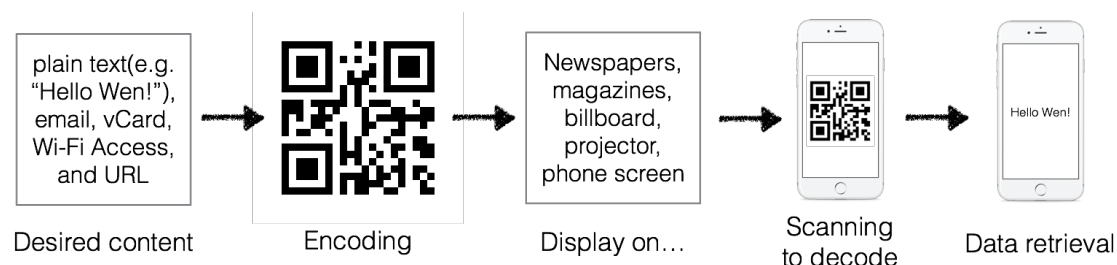 plain text(e.g.
“Hello Wen!”),
email, vCard,
Wi-Fi Access,
and URL
Desired content
Encoding
Newspapers,
magazines,
billboard,
projector,
phone screen
Display on...
Scanning
to decode
Hello Wen!
Data retrieval